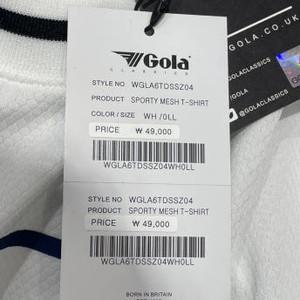 Gola
CLASSICS
STYLE NO WGLA6TDSSZ04
PRODUCT SPORTY MESH T-SHIRT
COLOR / SIZE WH /0LL
PRICE ₩ 49,000
WGLA6TDSSZ04WH0LL
STYLE NO WGLA6TDSSZ04
PRODUCT SPORTY MESH T-SHIRT
PRICE ₩ 49,000
WGLA6TDSSZ04WH0LL
BORN IN BRITAIN
GOLA.CO.UK
@GOLACLASSICS
GOLACLASSICS